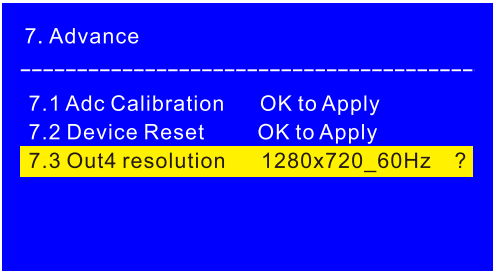 7. Advance
----------------------------------------
7.1 Adc Calibration OK to Apply
7.2 Device Reset OK to Apply
7.3 Out4 resolution 1280x720_60Hz ?